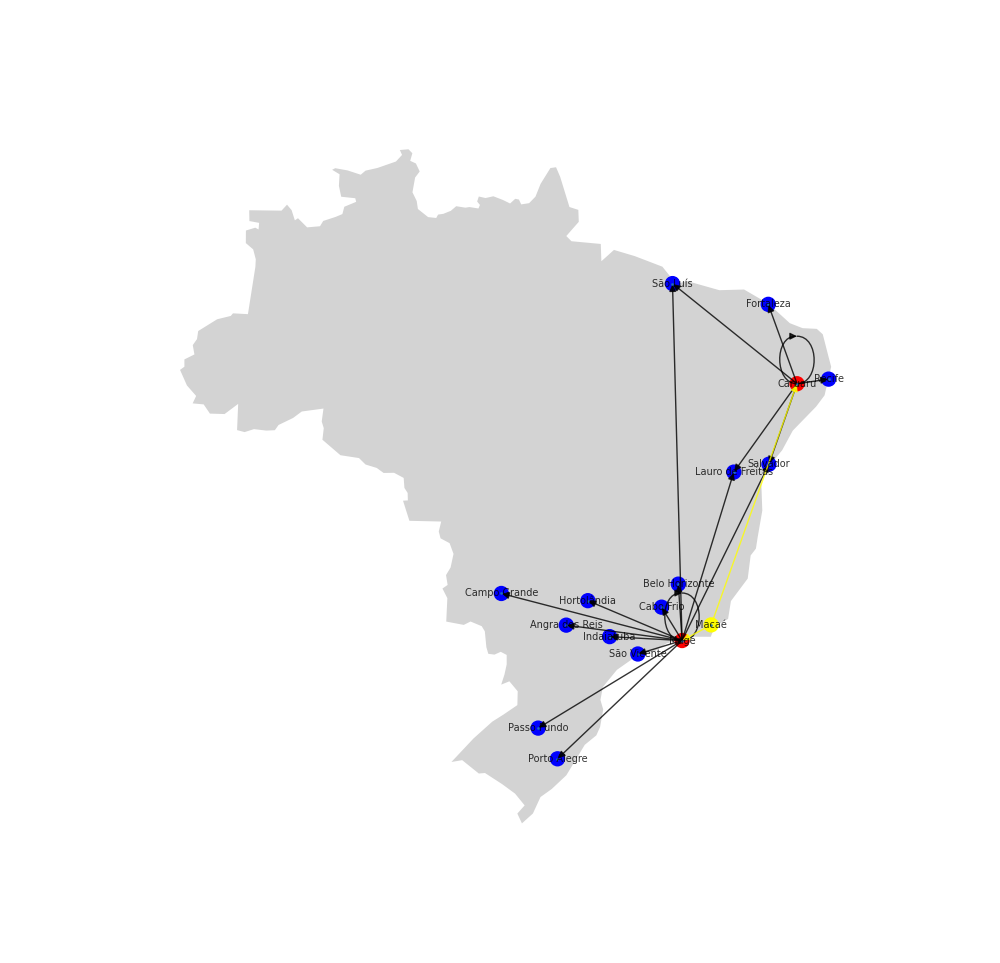 São Luís
Fortaleza
Recife
Caruaru
Salvador
Lauro de Freitas
Belo Horizonte
Campo Grande
Hortolândia
Cabo Frio
Angra dos Reis
Macaé
Indaiatuba
Magé
São Vicente
Passo Fundo
Porto Alegre